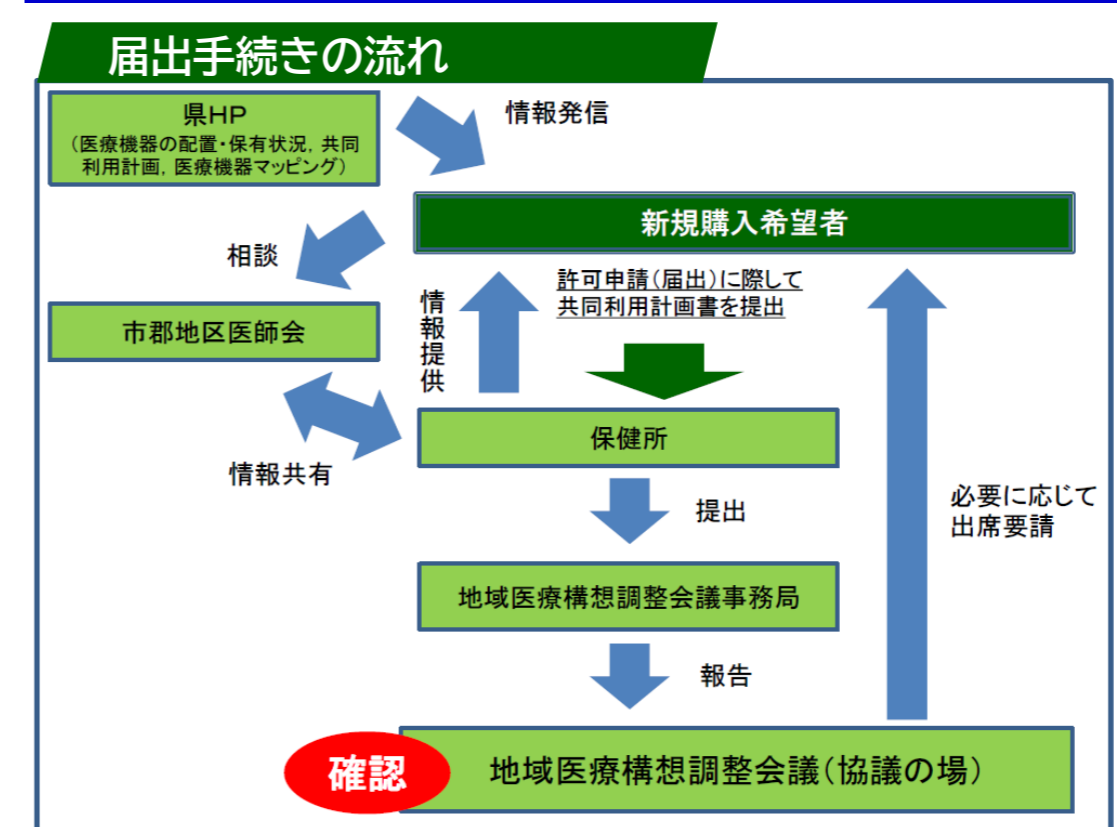 届出手続きの流れ
県HP
（医療機器の配置・保有状況，共同
利用計画，医療機器マッピング）
情報発信
新規購入希望者
相談
許可申請（届出）に際して
共同利用計画書を提出
情報提供
市郡地区医師会
保健所
情報共有
提出
必要に応じて
出席要請
地域医療構想調整会議事務局
報告
確認
地域医療構想調整会議（協議の場）